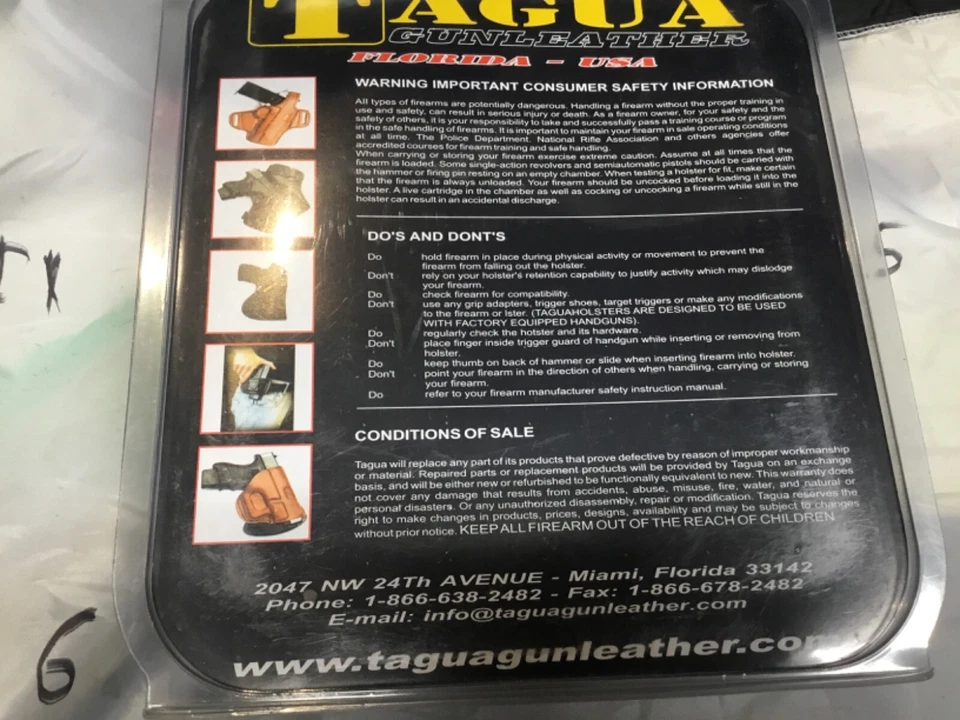 TAGUA
GUNLEATHER
FLORIDA - USA
WARNING IMPORTANT CONSUMER SAFETY INFORMATION
All types of firearms are potentially dangerous. Handling a firearm without the proper training in
use and safety, can result in serious injury or death. As a firearm owner, for your safety and the
safety of others, it is your responsibility to take and successfully pass a training course or program
in the safe handling of firearms. It is important to maintain your firearm in sale operating conditions
at all time. The Police Department, National Rifle Association and others agencies offer
accredited courses for firearm training and safe handling.
When carrying or storing your firearm exercise extreme caution. Assume at all times that the
firearm is loaded. Some single-action revolvers and semiautomatic pistols should be carried with
the hammer or firing pin resting on an empty chamber. When testing a holster for fit, make certain
that the firearm is always unloaded. Your firearm should be uncocked before loading it into the
holster. A live cartridge in the chamber as well as cocking or uncocking a firearm while still in the
holster can result in an accidental discharge.
DO'S AND DONT'S
Do hold firearm in place during physical activity or movement to prevent the
firearm from falling out the holster.
Don't rely on your holster's retention capability to justify activity which may dislodge
your firearm.
Do check firearm for compatibility.
Don't use any grip adapters, trigger shoes, target triggers or make any modifications
to the firearm or lster. (TAGUAHOLSTERS ARE DESIGNED TO BE USED
WITH FACTORY EQUIPPED HANDGUNS).
Do regularly check the hotster and its hardware.
Don't place finger inside trigger guard of handgun while inserting or removing from
holster.
Do keep thumb on back of hammer or slide when inserting firearm into holster.
Don't point your firearm in the direction of others when handling, carrying or storing
your firearm.
Do refer to your firearm manufacturer safety instruction manual.
CONDITIONS OF SALE
Tagua will replace any part of its products that prove defective by reason of improper workmanship
or material. Repaired parts or replacement products will be provided by Tagua on an exchange
basis, and will be either new or refurbished to be functionally equivalent to new. This warranty does
not cover any damage that results from accidents, abuse, misuse, fire, water, and natural or
personal disasters. Or any unauthorized disassembly, repair or modification. Tagua reserves the
right to make changes in products, prices, designs, availability and may be subject to changes
without prior notice. KEEP ALL FIREARM OUT OF THE REACH OF CHILDREN
2047 NW 24Th AVENUE - Miami, Florida 33142
Phone: 1-866-638-2482 - Fax: 1-866-678-2482
E-mail: info@taguagunleather.com
www.taguagunleather.com
6